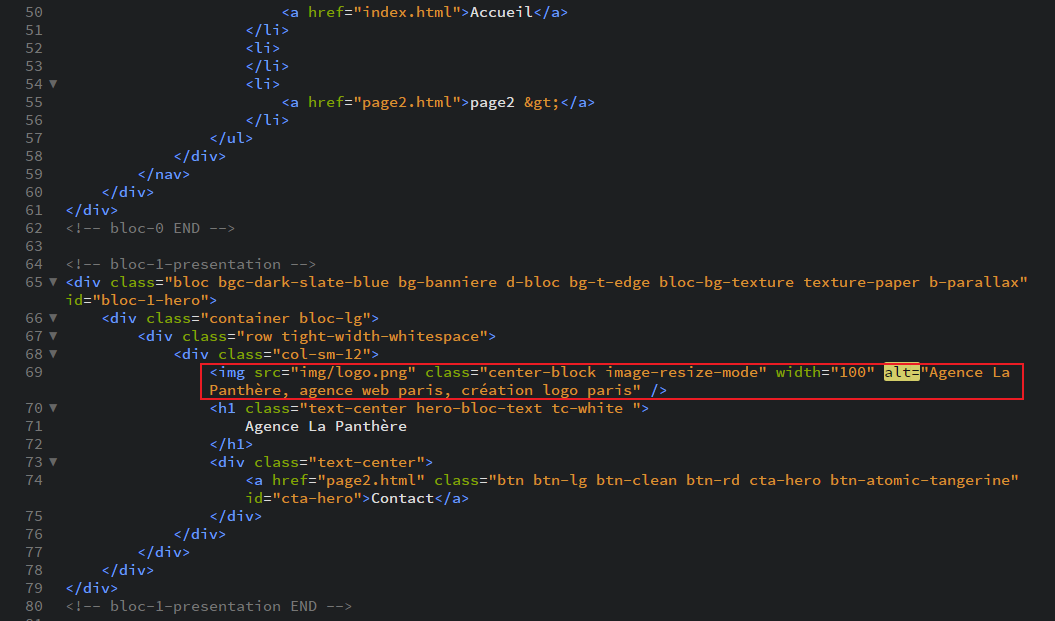 50 <a href="index.html">Accueil</a>
51 </li>
52 <li>
53 </li>
54 <li>
55 <a href="page2.html">page2 &gt;</a>
56 </li>
57 </ul>
58 </div>
59 </nav>
60 </div>
61 </div>
62 <!-- bloc-0 END -->
63
64 <!-- bloc-1-presentation -->
65 <div class="bloc bgc-dark-slate-blue bg-banniere d-bloc bg-t-edge bloc-bg-texture texture-paper b-parallax"
id="bloc-1-hero">
66 <div class="container bloc-lg">
67 <div class="row tight-width-whitespace">
68 <div class="col-sm-12">
69 <img src="img/logo.png" class="center-block image-resize-mode" width="100" alt="Agence La
Panthère, agence web paris, création logo paris" />
70 <h1 class="text-center hero-bloc-text tc-white ">
71 Agence La Panthère
72 </h1>
73 <div class="text-center">
74 <a href="page2.html" class="btn btn-lg btn-clean btn-rd cta-hero btn-atomic-tangerine"
id="cta-hero">Contact</a>
75 </div>
76 </div>
77 </div>
78 </div>
79 </div>
80 <!-- bloc-1-presentation END -->